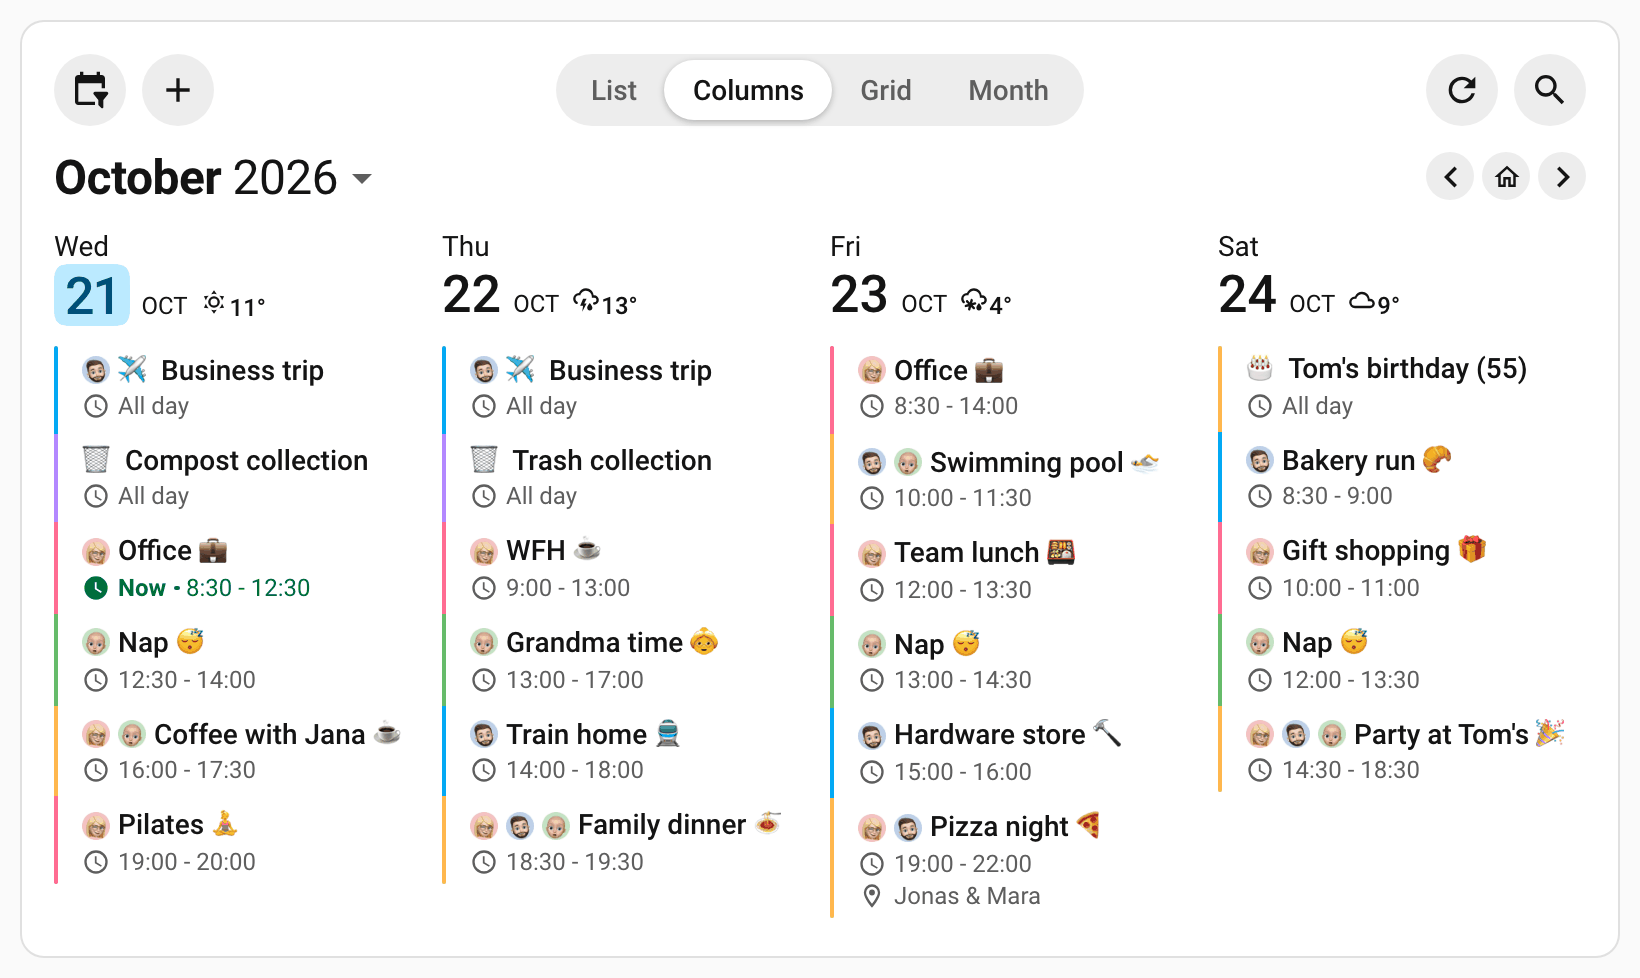 List
Columns
Grid
Month
October 2026
Wed
21 OCT 11°
Business trip
All day
Compost collection
All day
Office
Now • 8:30 - 12:30
Nap
12:30 - 14:00
Coffee with Jana
16:00 - 17:30
Pilates
19:00 - 20:00
Thu
22 OCT 13°
Business trip
All day
Trash collection
All day
WFH
9:00 - 13:00
Grandma time
13:00 - 17:00
Train home
14:00 - 18:00
Family dinner
18:30 - 19:30
Fri
23 OCT 4°
Office
8:30 - 14:00
Swimming pool
10:00 - 11:30
Team lunch
12:00 - 13:30
Nap
13:00 - 14:30
Hardware store
15:00 - 16:00
Pizza night
19:00 - 22:00
Jonas & Mara
Sat
24 OCT 9°
Tom's birthday (55)
All day
Bakery run
8:30 - 9:00
Gift shopping
10:00 - 11:00
Nap
12:00 - 13:30
Party at Tom's
14:30 - 18:30